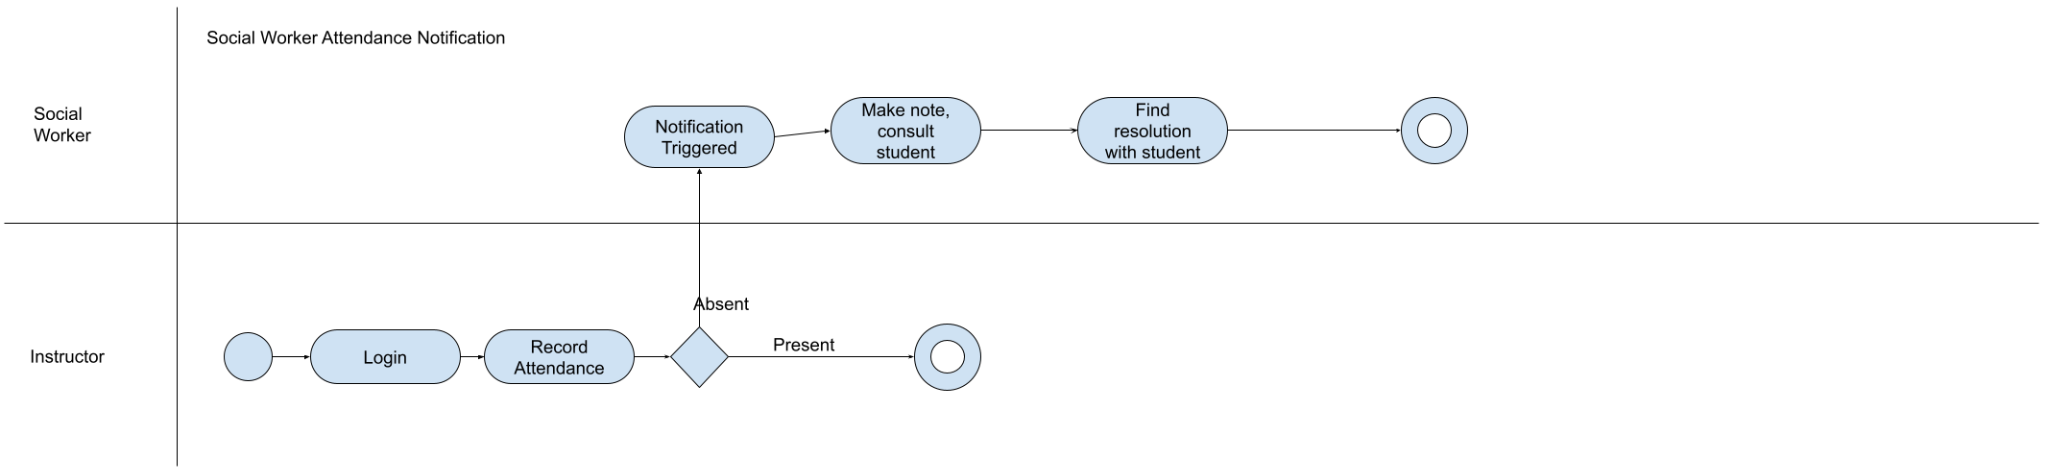 Social Worker Attendance Notification
Social
Worker
Notification
Triggered
Make note,
consult
student
Find
resolution
with student
Absent
Instructor
Login
Record
Attendance
Present